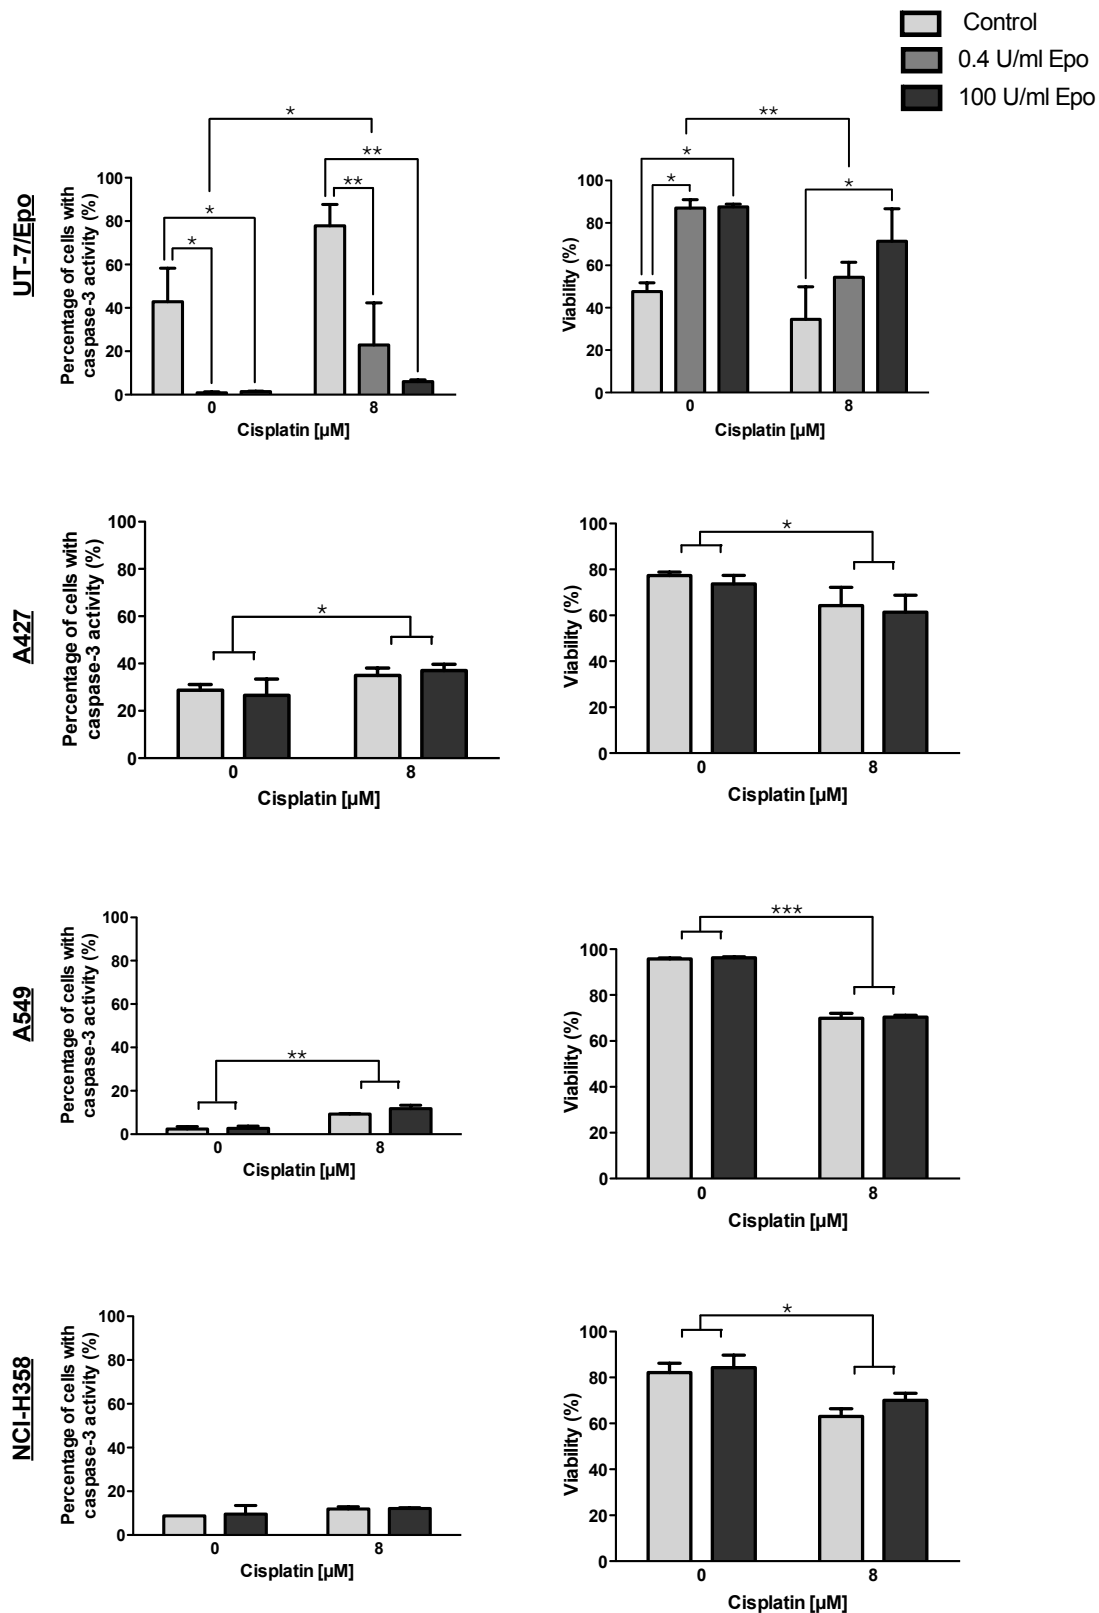 Control
0.4 U/ml Epo
100 U/ml Epo
UT-7/Epo
Percentage of cells with
caspase-3 activity (%)
100
80
60
40
20
0
*
*
*
**
**
0
8
Cisplatin [µM]
Viability (%)
100
80
60
40
20
0
**
*
*
*
0
8
Cisplatin [µM]
A427
Percentage of cells with
caspase-3 activity (%)
100
80
60
40
20
0
*
0
8
Cisplatin [µM]
Viability (%)
100
80
60
40
20
0
*
0
8
Cisplatin [µM]
A549
Percentage of cells with
caspase-3 activity (%)
100
80
60
40
20
0
**
0
8
Cisplatin [µM]
Viability (%)
100
80
60
40
20
0
***
0
8
Cisplatin [µM]
NCI-H358
Percentage of cells with
caspase-3 activity (%)
100
80
60
40
20
0
0
8
Cisplatin [µM]
Viability (%)
100
80
60
40
20
0
*
0
8
Cisplatin [µM]